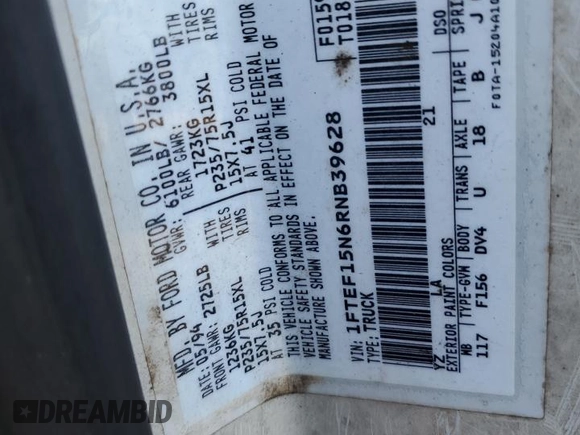 MFD. BY FORD MOTOR CO. IN U.S.A.
DATE: 05/94 GVWR: 6100LB/ 2766KG
FRONT GAWR: 2725LB REAR GAWR: 3800LB
1236KG WITH 1723KG WITH
P235/75R15XL TIRES P235/75R15XL TIRES
15X7.5J RIMS 15X7.5J RIMS
AT 35 PSI COLD AT 41 PSI COLD
THIS VEHICLE CONFORMS TO ALL APPLICABLE FEDERAL MOTOR
VEHICLE SAFETY STANDARDS IN EFFECT ON THE DATE OF
MANUFACTURE SHOWN ABOVE.
F0159
T018
VIN: 1FTEF15N6RNB39628
TYPE: TRUCK
21
YZ LA
EXTERIOR PAINT COLORS DSO
WB TYPE-GVW BODY TRANS AXLE TAPE SPRI
117 F156 DV4 U 18 B J
F0TA-15204A10
DREAMBID